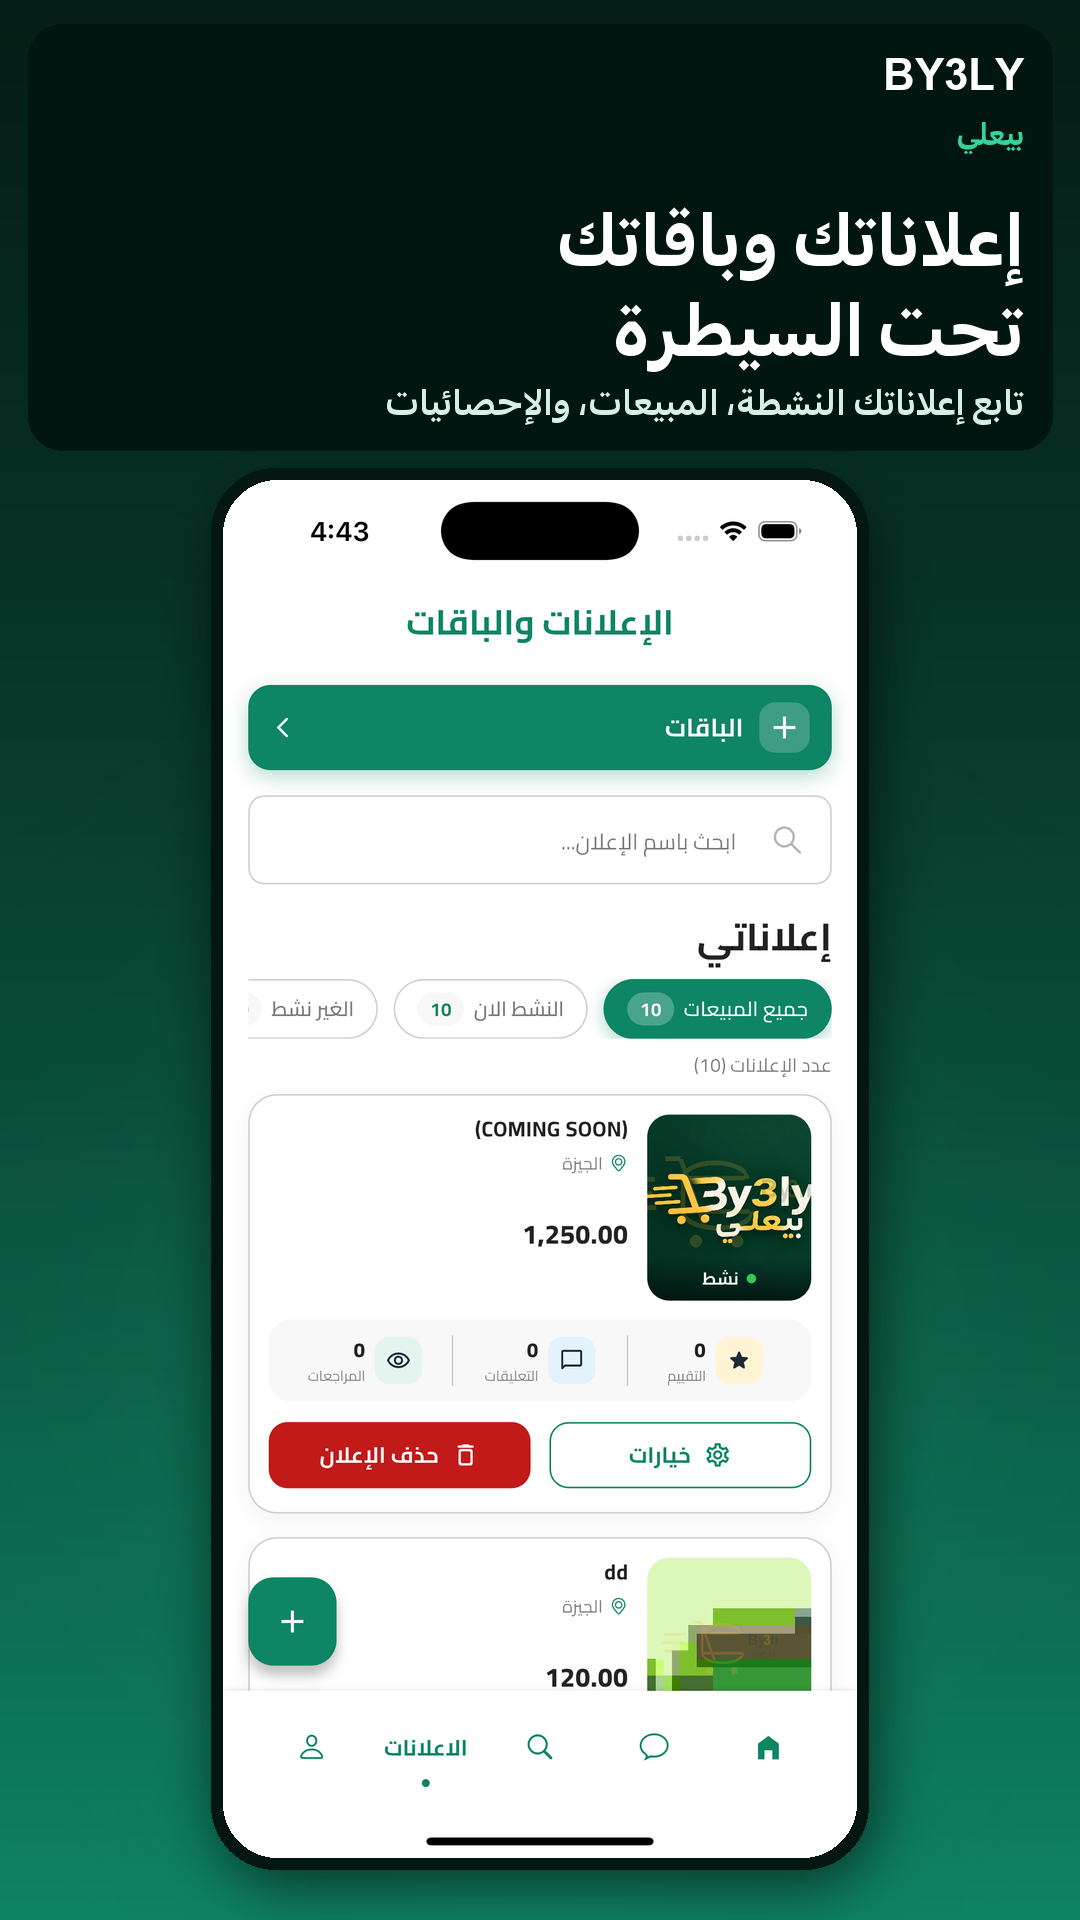 BY3LY
بيعلي
إعلاناتك وباقاتك
تحت السيطرة
تابع إعلاناتك النشطة، المبيعات، والإحصائيات
4:43
الإعلانات والباقات
الباقات
ابحث باسم الإعلان...
إعلاناتي
جميع المبيعات 10 النشط الان 10 الغير نشط
عدد الإعلانات (10)
(COMING SOON)
الجيزة
1,250.00
By3ly
بيعلي
نشط
0 0 0
التقييم التعليقات المراجعات
خيارات حذف الإعلان
dd
الجيزة
120.00
الاعلانات